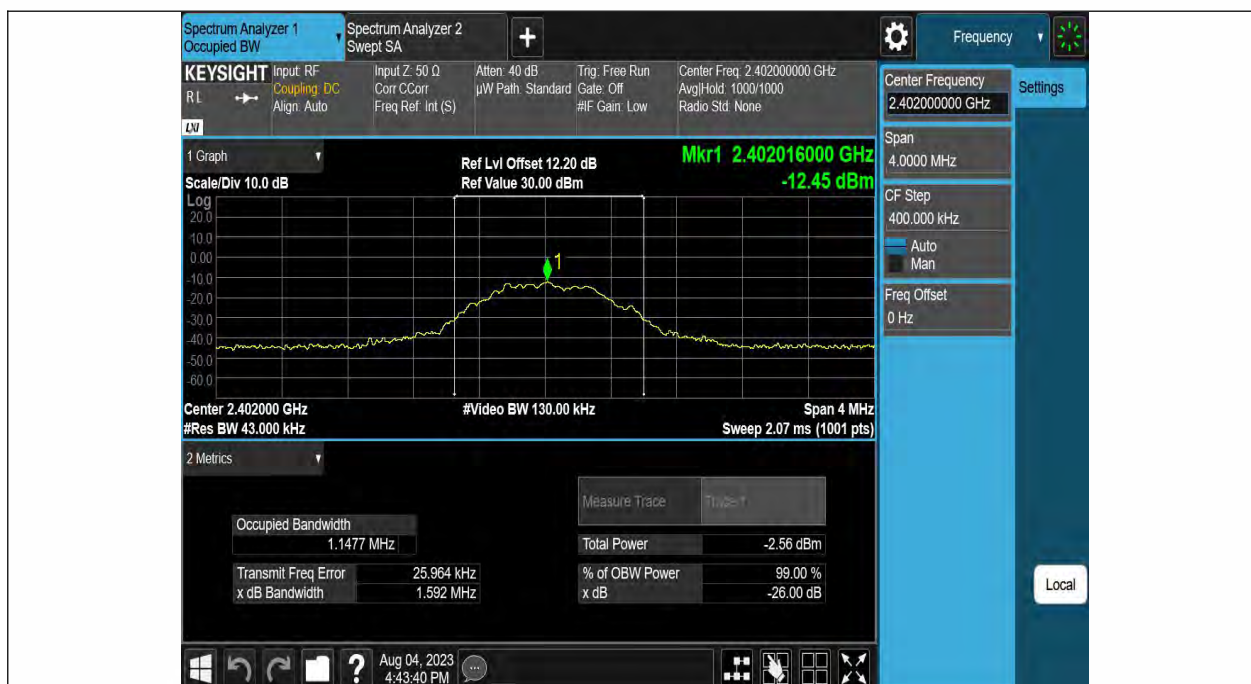 Spectrum Analyzer 1
Occupied BW
Spectrum Analyzer 2
Swept SA
+
Frequency
KEYSIGHT
RL
LXI
Input: RF
Coupling: DC
Align: Auto
Input Z: 50 Ω
Corr CCorr
Freq Ref: Int (S)
Atten: 40 dB
µW Path: Standard
Trig: Free Run
Gate: Off
#IF Gain: Low
Center Freq: 2.402000000 GHz
Avg|Hold: 1000/1000
Radio Std: None
Center Frequency
2.402000000 GHz
Settings
Span
4.0000 MHz
CF Step
400.000 kHz
Auto
Man
Freq Offset
0 Hz
Local
1 Graph
Scale/Div 10.0 dB
Ref Lvl Offset 12.20 dB
Ref Value 30.00 dBm
Mkr1 2.402016000 GHz
-12.45 dBm
Log
20.0
10.0
0.00
-10.0
-20.0
-30.0
-40.0
-50.0
-60.0
1
Center 2.402000 GHz
#Video BW 130.00 kHz
Span 4 MHz
#Res BW 43.000 kHz
Sweep 2.07 ms (1001 pts)
2 Metrics
Measure Trace
Trace 1
Occupied Bandwidth
1.1477 MHz
Total Power -2.56 dBm
Transmit Freq Error 25.964 kHz
% of OBW Power 99.00 %
x dB Bandwidth 1.592 MHz
x dB -26.00 dB
?
Aug 04, 2023
4:43:40 PM